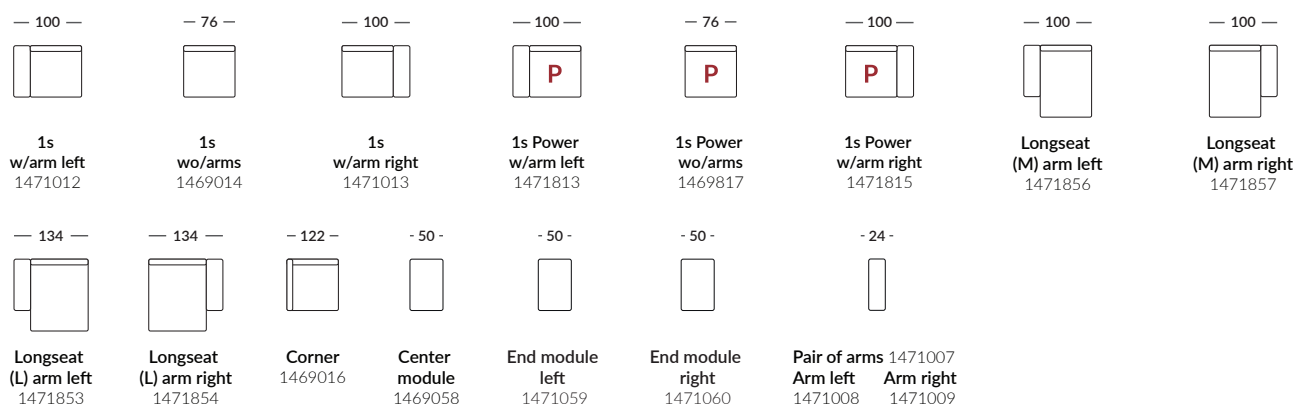 100 76 100 100 76 100 100 100
P P P
1s 1s 1s 1s Power 1s Power 1s Power Longseat Longseat
w/arm left wo/arms w/arm right w/arm left wo/arms w/arm right (M) arm left (M) arm right
1471012 1469014 1471013 1471813 1469817 1471815 1471856 1471857
134 134 122 50 50 50 24
Longseat Longseat Corner Center End module End module Pair of arms 1471007
(L) arm left (L) arm right 1469016 module left right Arm left Arm right
1471853 1471854 1469058 1471059 1471060 1471008 1471009